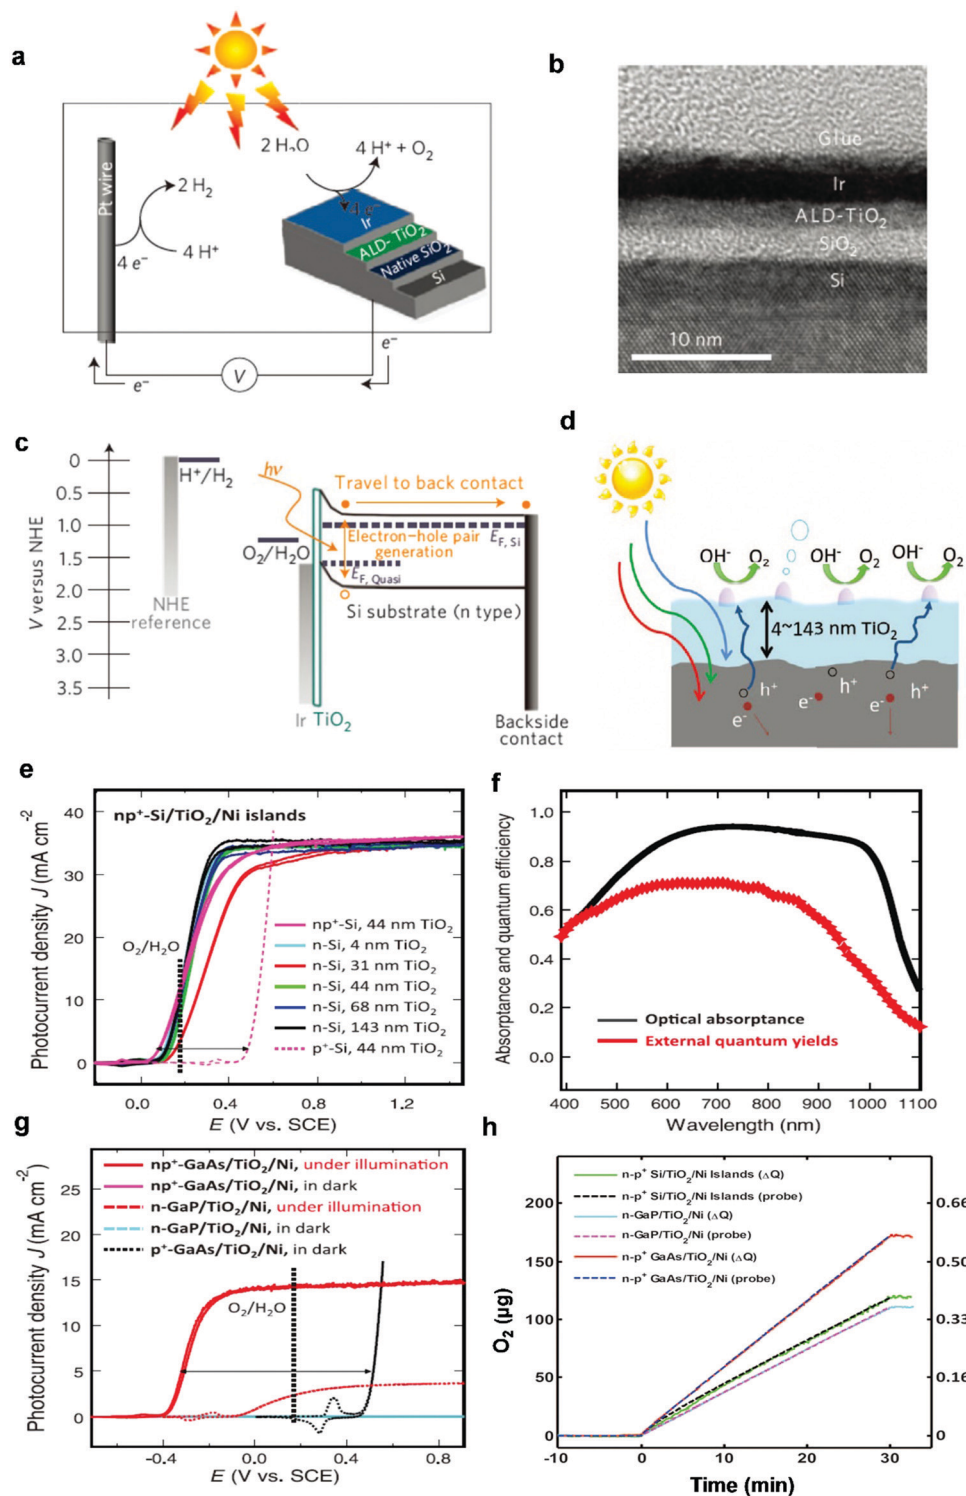 a
2 H₂O
4 H⁺ + O₂
Pt wire
2 H₂
4 e⁻
4 H⁺
4 e⁻
Ir
ALD- TiO₂
Native SiO₂
Si
e⁻
V
e⁻
b
Glue
Ir
ALD-TiO₂
SiO₂
Si
10 nm
c
V versus NHE
0
0.5
1.0
1.5
2.0
2.5
3.0
3.5
H⁺/H₂
NHE
reference
hν
Travel to back contact
O₂/H₂O
Electron–hole pair
generation
E F, Si
E F, Quasi
Si substrate (n type)
Ir TiO₂
Backside
contact
d
OH⁻ O₂
OH⁻ O₂
OH⁻ O₂
4~143 nm TiO₂
h⁺
h⁺
h⁺
e⁻
e⁻
e⁻
e
Photocurrent density J (mA cm⁻²)
40
30
20
10
0
np⁺-Si/TiO₂/Ni islands
O₂/H₂O
np⁺-Si, 44 nm TiO₂
n-Si, 4 nm TiO₂
n-Si, 31 nm TiO₂
n-Si, 44 nm TiO₂
n-Si, 68 nm TiO₂
n-Si, 143 nm TiO₂
p⁺-Si, 44 nm TiO₂
0.0 0.4 0.8 1.2
E (V vs. SCE)
f
Absorptance and quantum efficiency
1.0
0.8
0.6
0.4
0.2
0.0
Optical absorptance
External quantum yields
400 500 600 700 800 900 1000 1100
Wavelength (nm)
g
Photocurrent density J (mA cm⁻²)
25
20
15
10
5
0
np⁺-GaAs/TiO₂/Ni, under illumination
np⁺-GaAs/TiO₂/Ni, in dark
n-GaP/TiO₂/Ni, under illumination
n-GaP/TiO₂/Ni, in dark
p⁺-GaAs/TiO₂/Ni, in dark
O₂/H₂O
-0.4 0.0 0.4 0.8
E (V vs. SCE)
h
O₂ (µg)
200
150
100
50
0
n-p⁺ Si/TiO₂/Ni Islands (ΔQ)
n-p⁺ Si/TiO₂/Ni Islands (probe)
n-GaP/TiO₂/Ni (ΔQ)
n-GaP/TiO₂/Ni (probe)
n-p⁺ GaAs/TiO₂/Ni (ΔQ)
n-p⁺ GaAs/TiO₂/Ni (probe)
0.66
0.33
0.16
0
-10 0 10 20 30
Time (min)